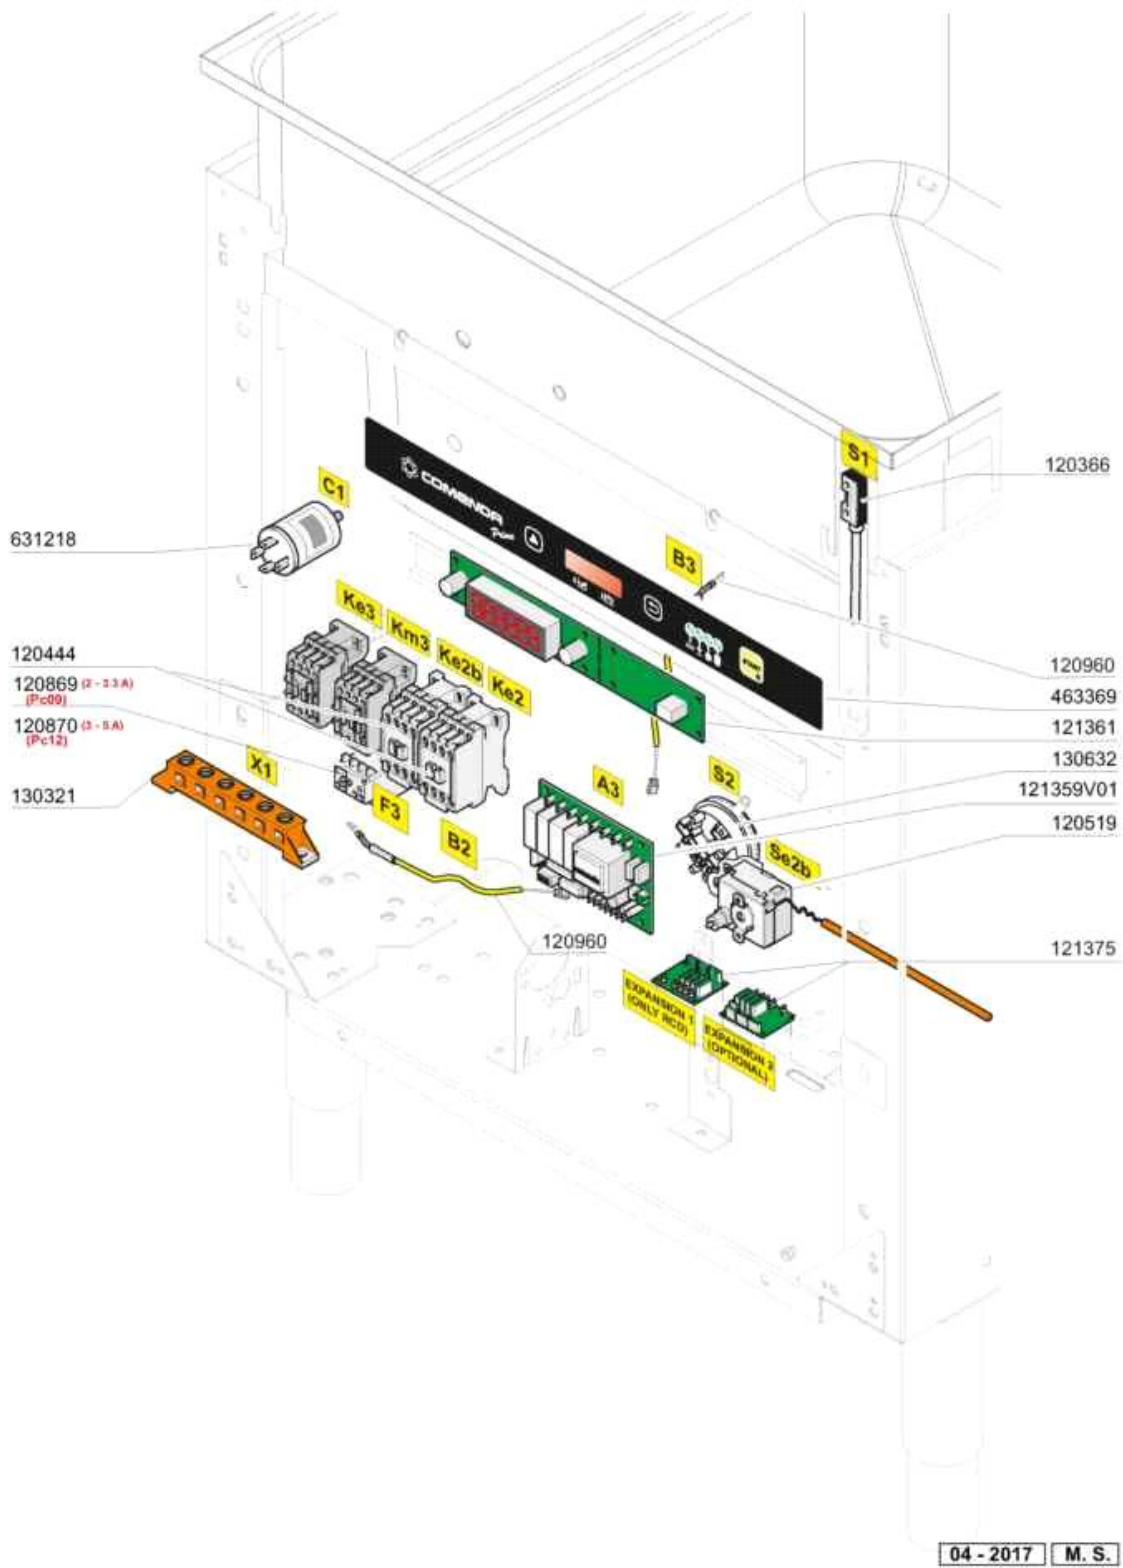 S1
120366
COMENDA
C1
631218
B3
Ke3
Km3
Ke2b
Ke2
120444
120869 (2 - 3.3 A)
(Pc09)
120870 (3 - 5 A)
(Pc12)
120960
463369
121361
START
X1
130321
F3
B2
A3
S2
130632
121359V01
120519
Se2b
120960
121375
EXPANSION 1
(ONLY RCD)
EXPANSION 2
(OPTIONAL)
04 - 2017
M. S.